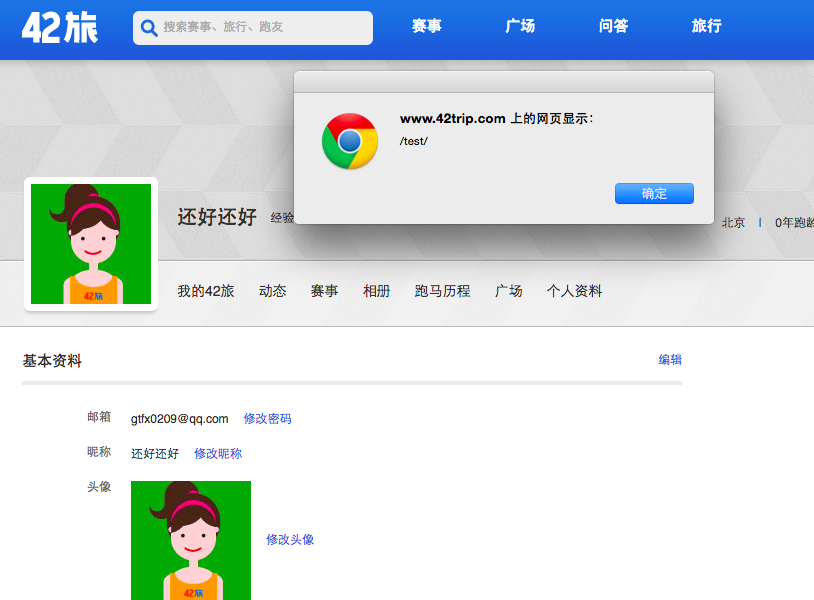 42旅
搜索赛事、旅行、跑友
赛事 广场 问答 旅行
www.42trip.com 上的网页显示：
/test/
确定
还好还好 经验
北京 | 0年跑龄
42旅
我的42旅 动态 赛事 相册 跑马历程 广场 个人资料
基本资料 编辑
邮箱 gtfx0209@qq.com 修改密码
昵称 还好还好 修改昵称
头像
修改头像
42旅